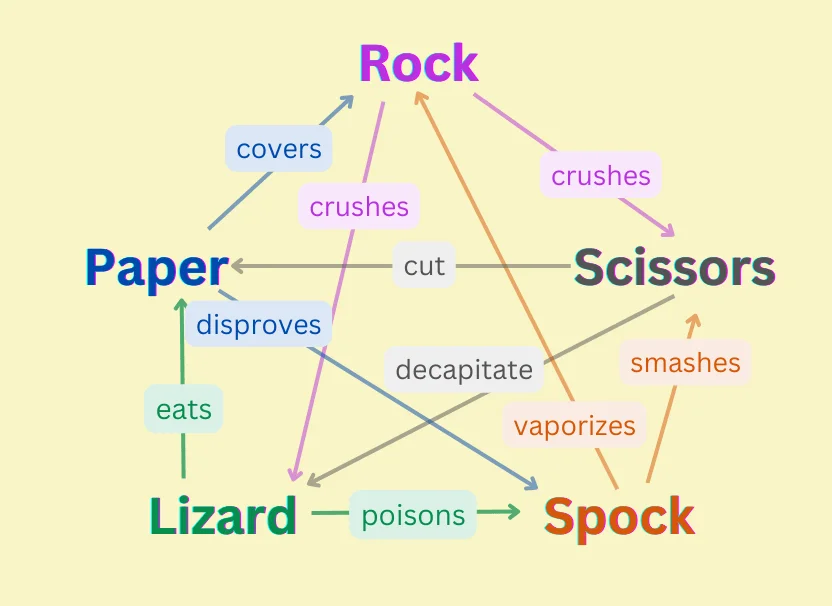 Rock
covers
crushes
crushes
Paper
cut
Scissors
disproves
decapitate
smashes
eats
vaporizes
Lizard
poisons
Spock